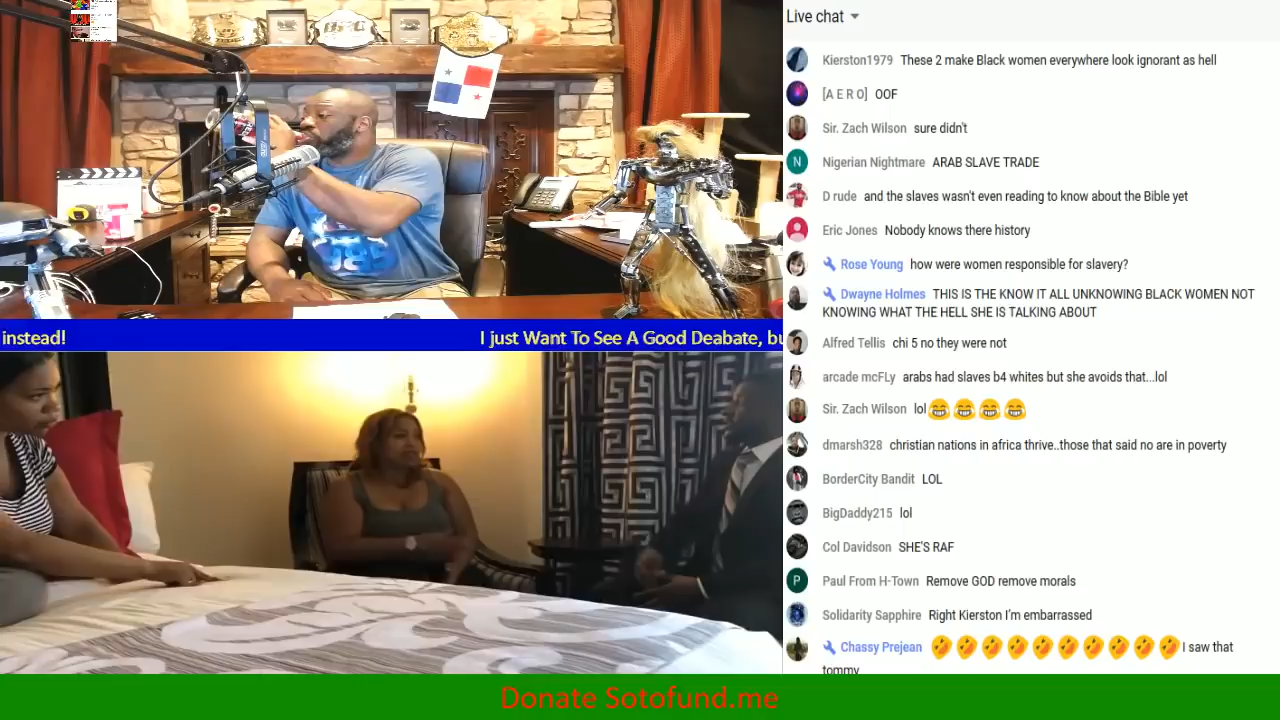 UFC
instead!
I just Want To See A Good Deabate, bu
Live chat
Kierston1979 These 2 make Black women everywhere look ignorant as hell
[A E R O] OOF
Sir. Zach Wilson sure didn't
N Nigerian Nightmare ARAB SLAVE TRADE
D rude and the slaves wasn't even reading to know about the Bible yet
Eric Jones Nobody knows there history
Rose Young how were women responsible for slavery?
Dwayne Holmes THIS IS THE KNOW IT ALL UNKNOWING BLACK WOMEN NOT
KNOWING WHAT THE HELL SHE IS TALKING ABOUT
Alfred Tellis chi 5 no they were not
arcade mcFLy arabs had slaves b4 whites but she avoids that...lol
Sir. Zach Wilson lol😂😂😂😂
dmarsh328 christian nations in africa thrive..those that said no are in poverty
BorderCity Bandit LOL
BigDaddy215 lol
Col Davidson SHE'S RAF
P Paul From H-Town Remove GOD remove morals
Solidarity Sapphire Right Kierston I'm embarrassed
Chassy Prejean 🤣🤣🤣🤣🤣🤣🤣🤣🤣🤣I saw that
tommy
Donate Sotofund.me